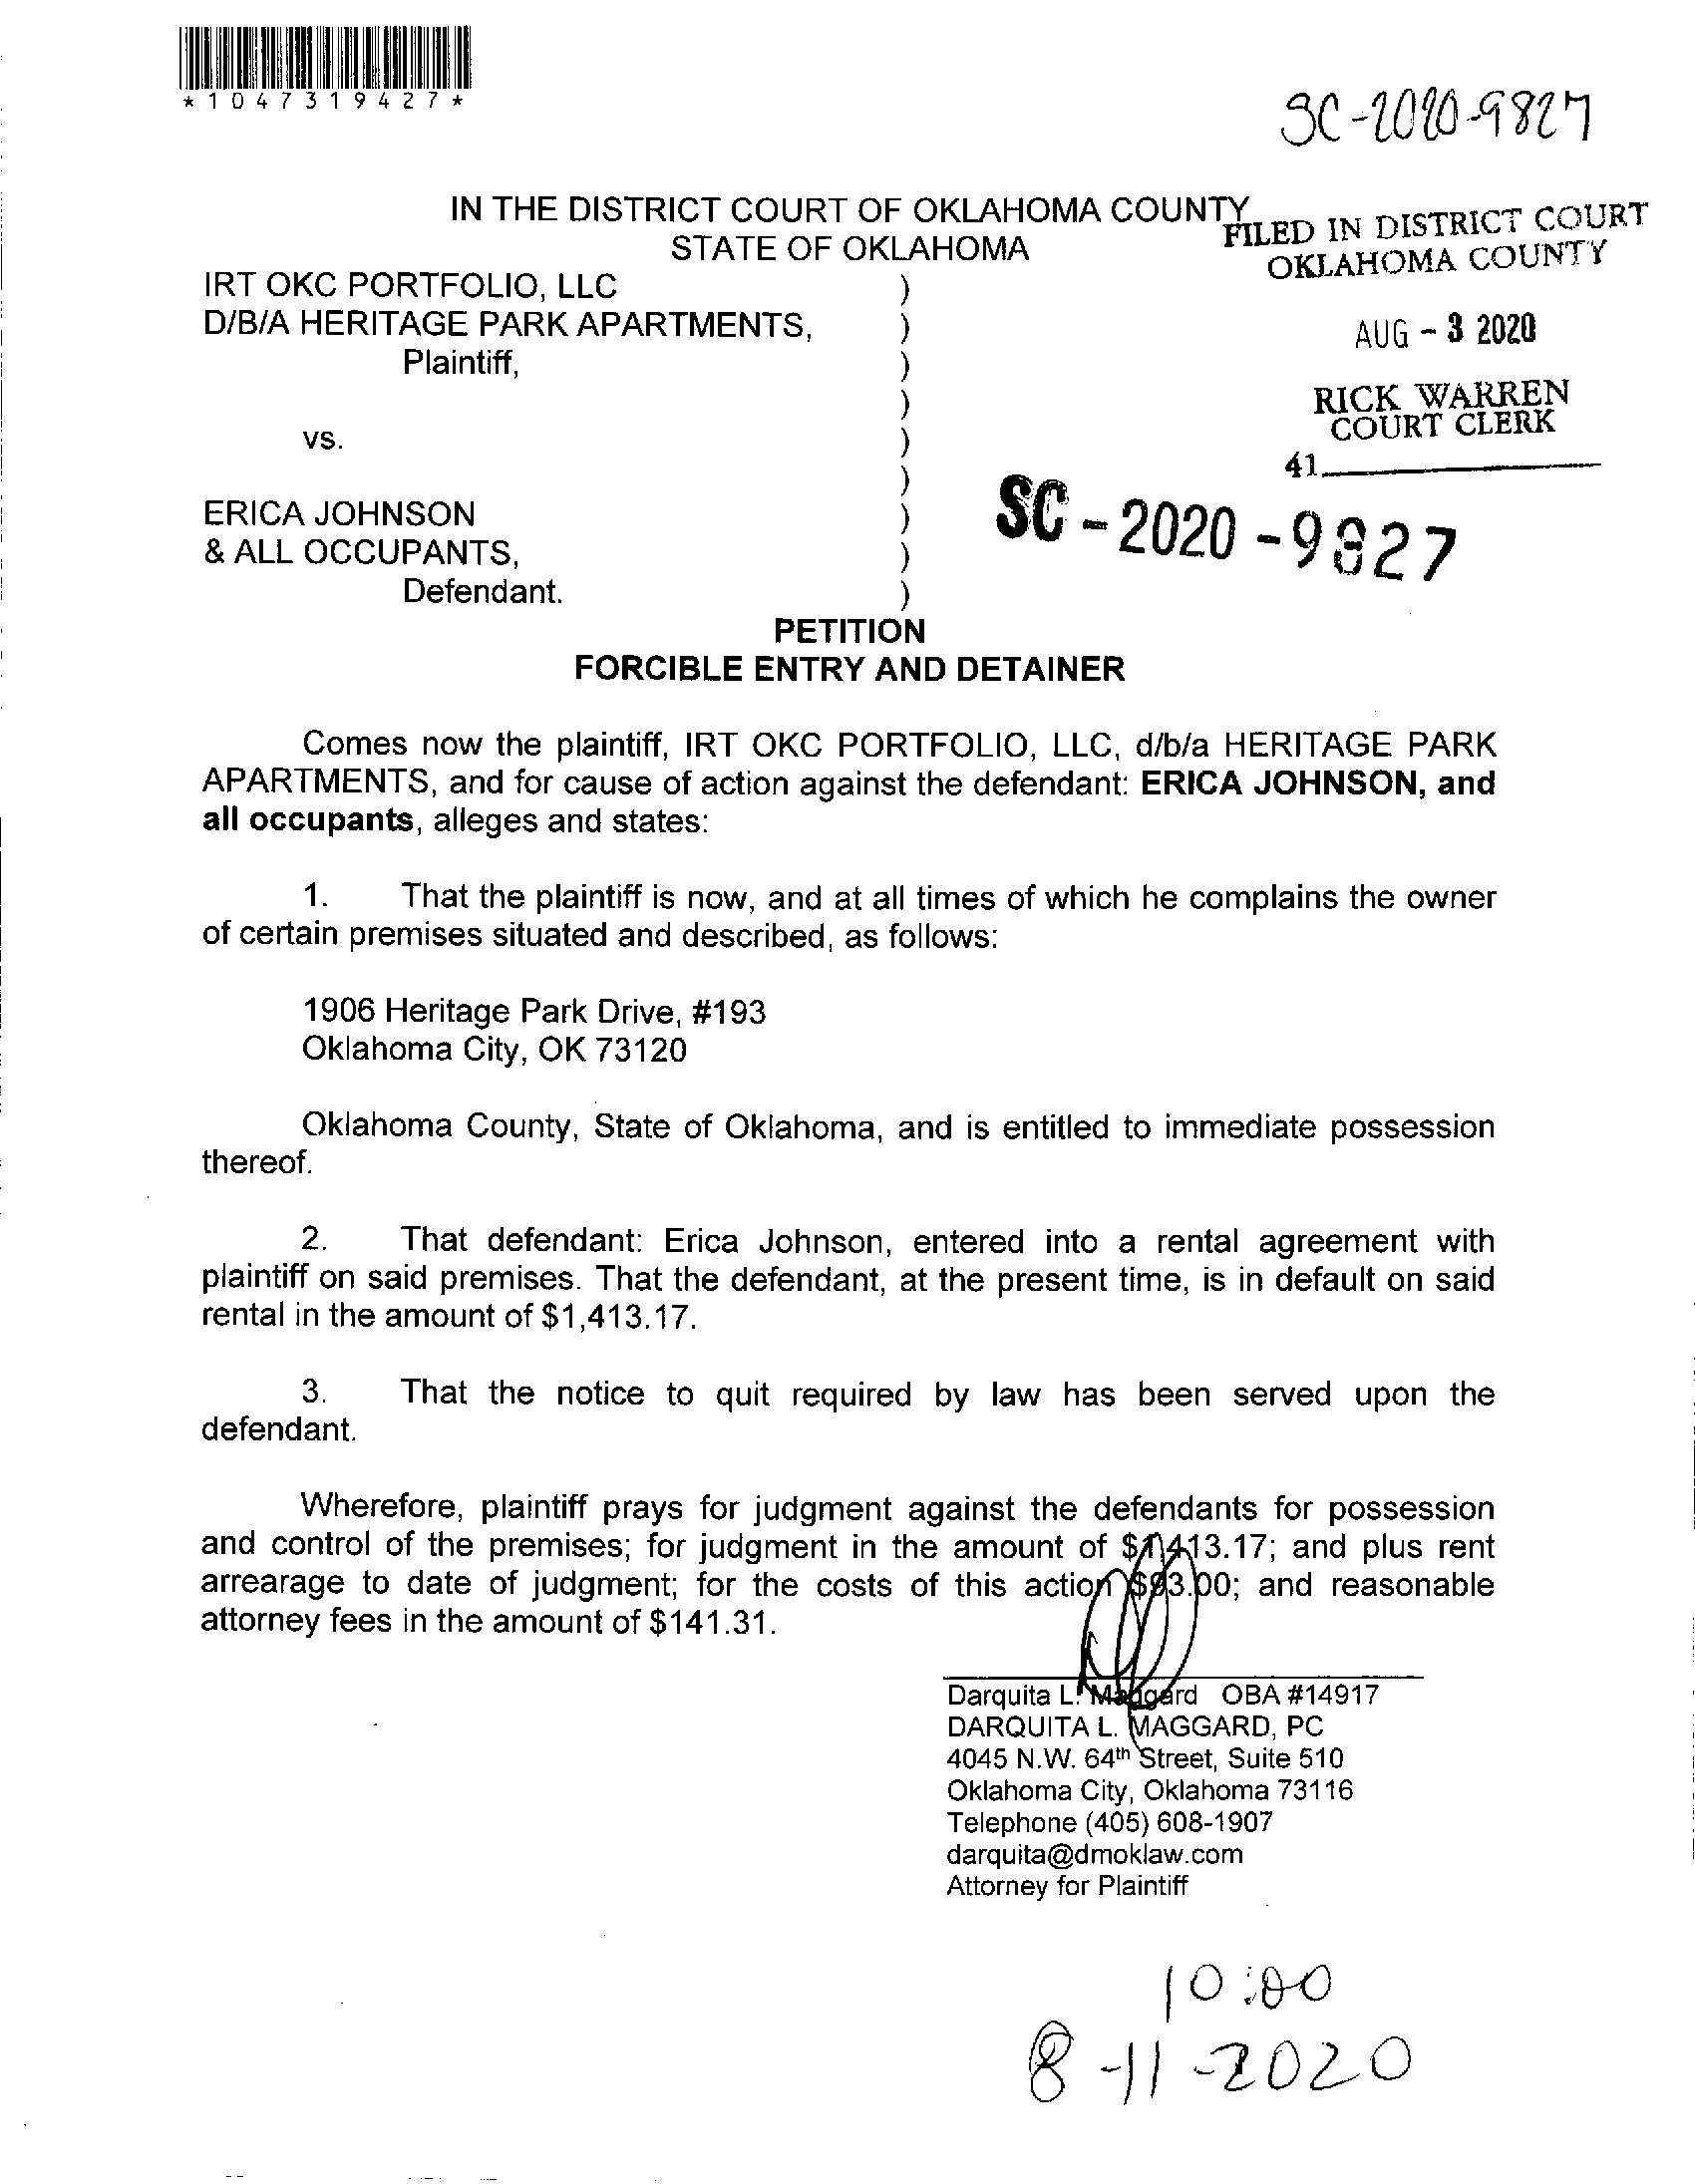 *1047319427*
SC-2020-9827
IN THE DISTRICT COURT OF OKLAHOMA COUNTY
STATE OF OKLAHOMA
FILED IN DISTRICT COURT
OKLAHOMA COUNTY
AUG - 3 2020
RICK WARREN
COURT CLERK
41
IRT OKC PORTFOLIO, LLC )
D/B/A HERITAGE PARK APARTMENTS, )
Plaintiff, )
)
vs. )
)
ERICA JOHNSON )
& ALL OCCUPANTS, )
Defendant. )
SC - 2020 - 9827
PETITION
FORCIBLE ENTRY AND DETAINER
Comes now the plaintiff, IRT OKC PORTFOLIO, LLC, d/b/a HERITAGE PARK
APARTMENTS, and for cause of action against the defendant: ERICA JOHNSON, and
all occupants, alleges and states:
1. That the plaintiff is now, and at all times of which he complains the owner
of certain premises situated and described, as follows:
1906 Heritage Park Drive, #193
Oklahoma City, OK 73120
Oklahoma County, State of Oklahoma, and is entitled to immediate possession
thereof.
2. That defendant: Erica Johnson, entered into a rental agreement with
plaintiff on said premises. That the defendant, at the present time, is in default on said
rental in the amount of $1,413.17.
3. That the notice to quit required by law has been served upon the
defendant.
Wherefore, plaintiff prays for judgment against the defendants for possession
and control of the premises; for judgment in the amount of $1,413.17; and plus rent
arrearage to date of judgment; for the costs of this action $93.00; and reasonable
attorney fees in the amount of $141.31.
Darquita L. Maggard OBA #14917
DARQUITA L. MAGGARD, PC
4045 N.W. 64th Street, Suite 510
Oklahoma City, Oklahoma 73116
Telephone (405) 608-1907
darquita@dmoklaw.com
Attorney for Plaintiff
10:00
8-11-2020